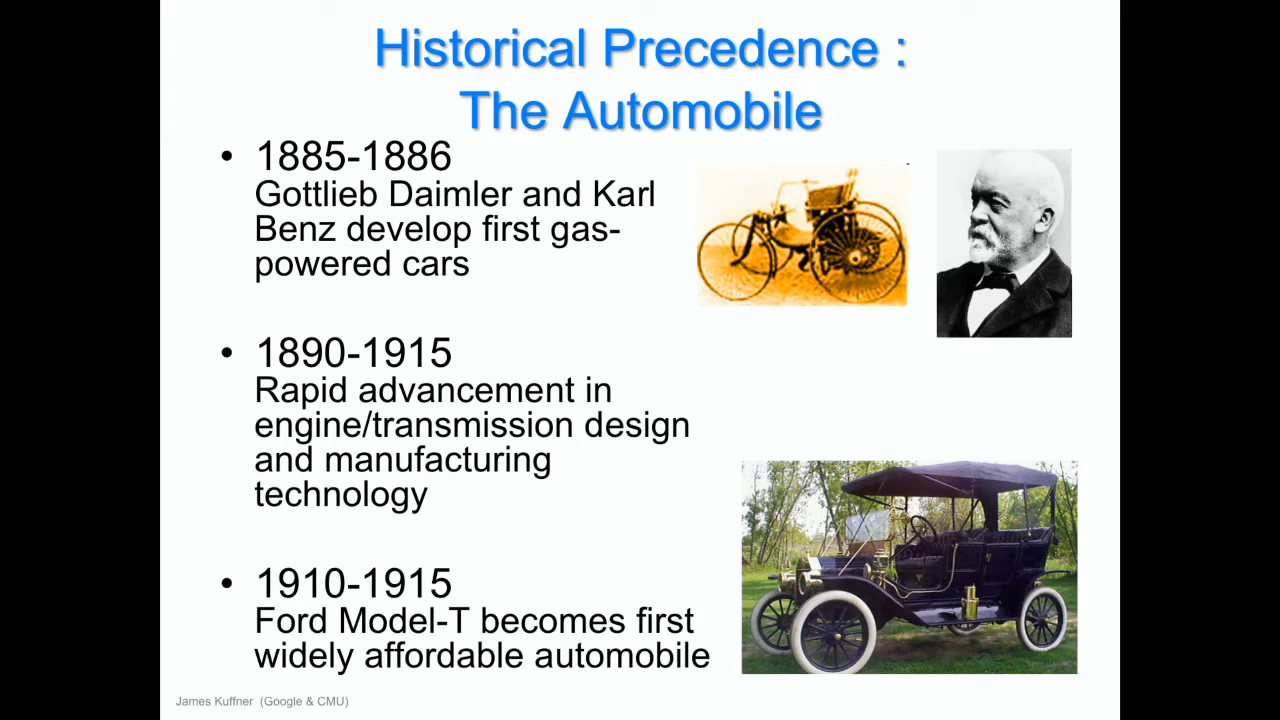 Historical Precedence :
The Automobile
• 1885-1886
Gottlieb Daimler and Karl
Benz develop first gas-
powered cars
• 1890-1915
Rapid advancement in
engine/transmission design
and manufacturing
technology
• 1910-1915
Ford Model-T becomes first
widely affordable automobile
James Kuffner (Google & CMU)